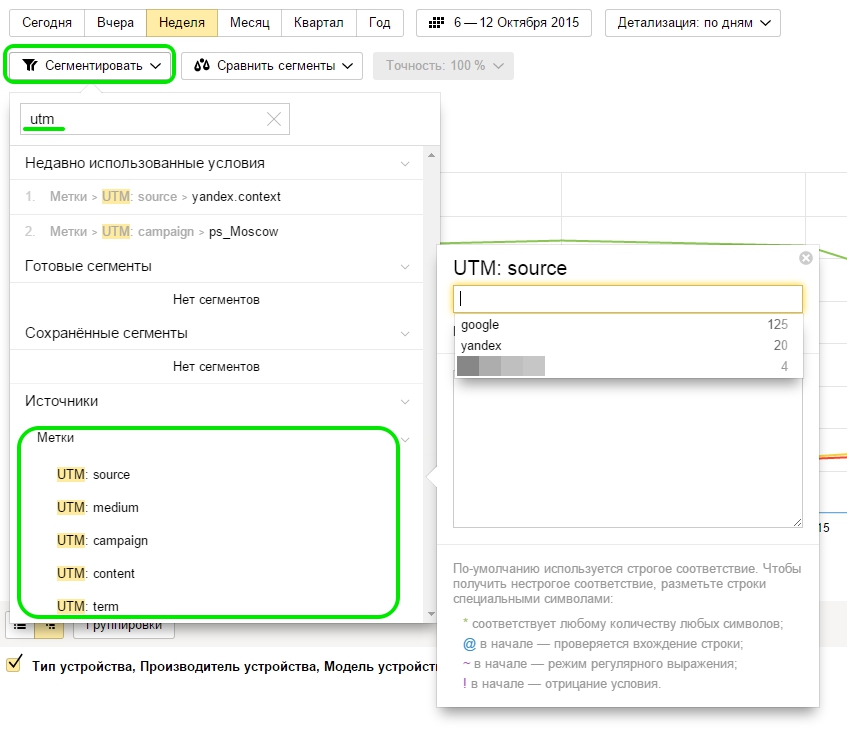 Сегодня Вчера Неделя Месяц Квартал Год 6 — 12 Октября 2015 Детализация: по дням
Сегментировать Сравнить сегменты Точность: 100 %
utm
Недавно использованные условия
1. Метки > UTM: source > yandex.context
2. Метки > UTM: campaign > ps_Moscow
Готовые сегменты
Нет сегментов
Сохранённые сегменты
Нет сегментов
Источники
Метки
UTM: source
UTM: medium
UTM: campaign
UTM: content
UTM: term
UTM: source
google 125
yandex 20
4
По-умолчанию используется строгое соответствие. Чтобы
получить нестрогое соответствие, разметьте строки
специальными символами:
* соответствует любому количеству любых символов;
@ в начале — проверяется вхождение строки;
~ в начале — режим регулярного выражения;
! в начале — отрицание условия.
15
Группировки
Тип устройства, Производитель устройства, Модель устройст